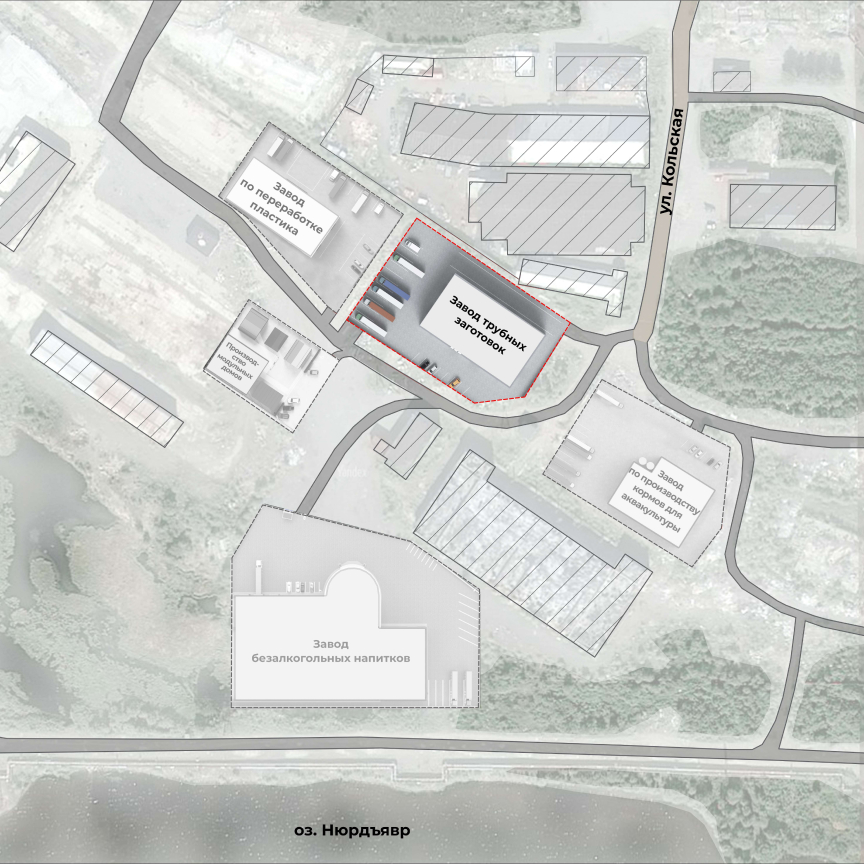 ул. Кольская
Завод
по переработке
пластика
Завод трубных
заготовок
Производ-
ство
модульных
домов
Завод
по производству
кормов для
аквакультуры
Завод
безалкогольных напитков
оз. Нюрдъявр